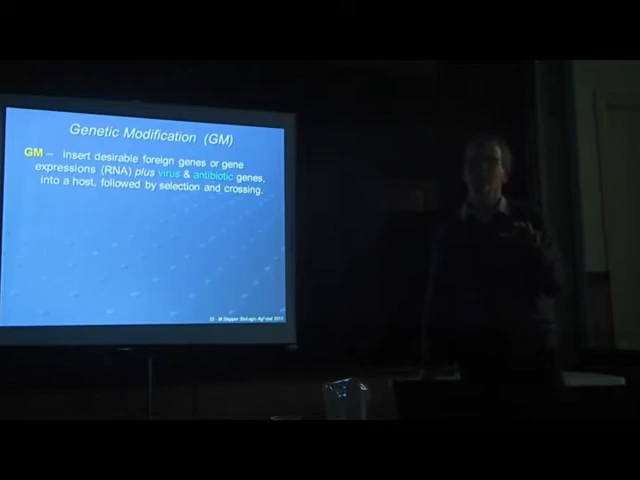 Genetic Modification (GM)
GM – insert desirable foreign genes or gene
expressions (RNA) plus virus & antibiotic genes,
into a host, followed by selection and crossing.